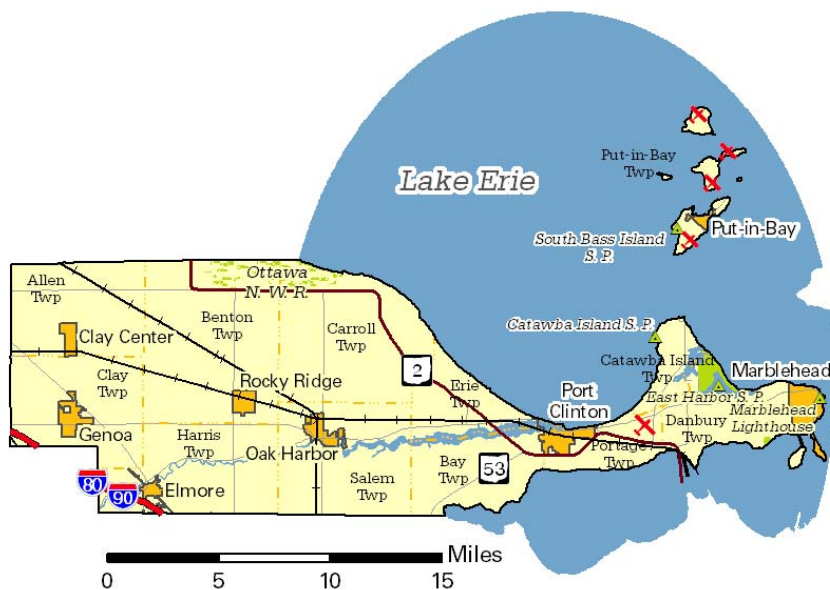 Put-in-Bay
Twp
Lake Erie
Put-in-Bay
South Bass Island
S. P.
Allen
Twp
Ottawa
N. W. R.
Benton
Twp
Carroll
Twp
Catawba Island S. P.
Clay Center
Clay
Twp
Rocky Ridge
2
Erie
Twp
Port
Clinton
Catawba Island
Twp
Marblehead
East Harbor S. P.
Marblehead
Lighthouse
Danbury
Twp
Genoa
Harris
Twp
Oak Harbor
Salem
Twp
Bay
Twp
53
Portage
Twp
80
90
Elmore
Miles
0 5 10 15